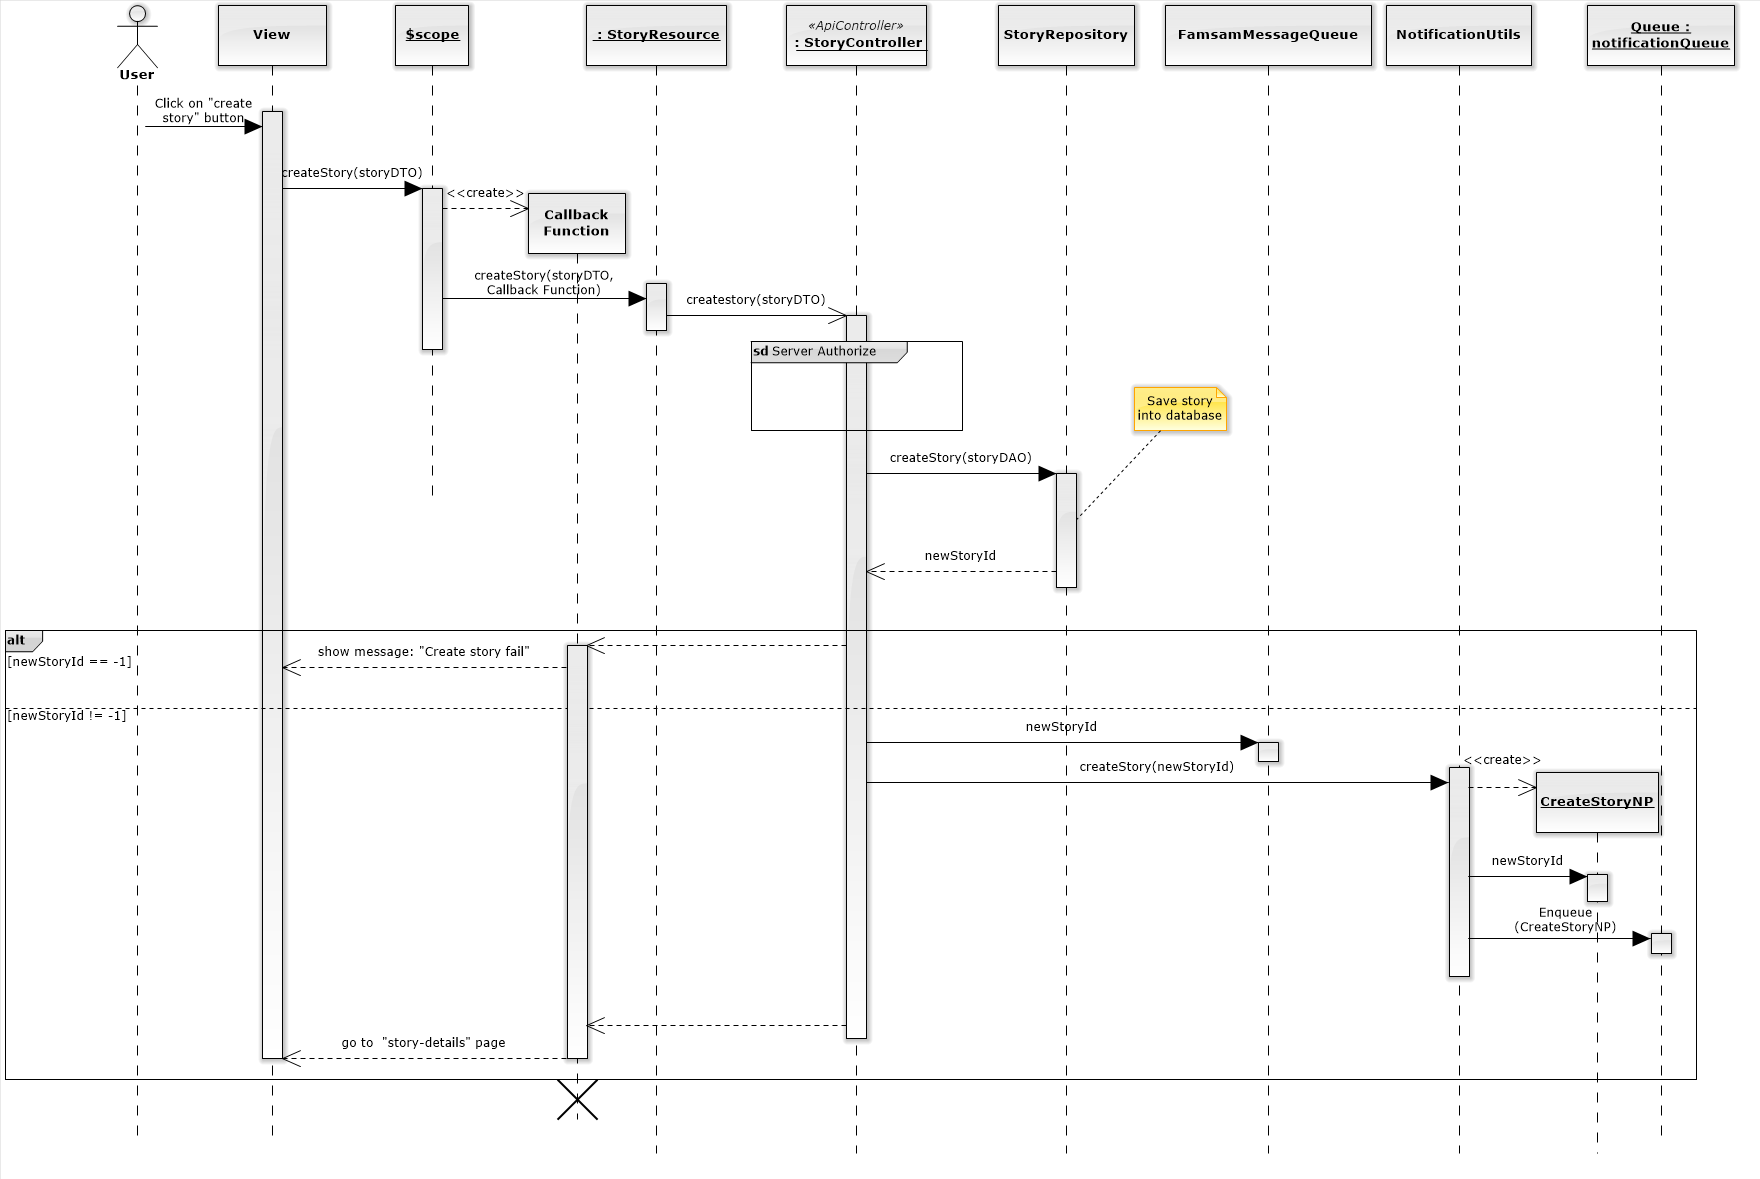 User
View
$scope
: StoryResource
«ApiController»
: StoryController
StoryRepository
FamsamMessageQueue
NotificationUtils
Queue :
notificationQueue
Click on "create
story" button
createStory(storyDTO)
<<create>>
Callback
Function
createStory(storyDTO,
Callback Function)
createstory(storyDTO)
sd Server Authorize
Save story
into database
createStory(storyDAO)
newStoryId
alt
[newStoryId == -1]
show message: "Create story fail"
[newStoryId != -1]
newStoryId
createStory(newStoryId)
<<create>>
CreateStoryNP
newStoryId
Enqueue
(CreateStoryNP)
go to  "story-details" page